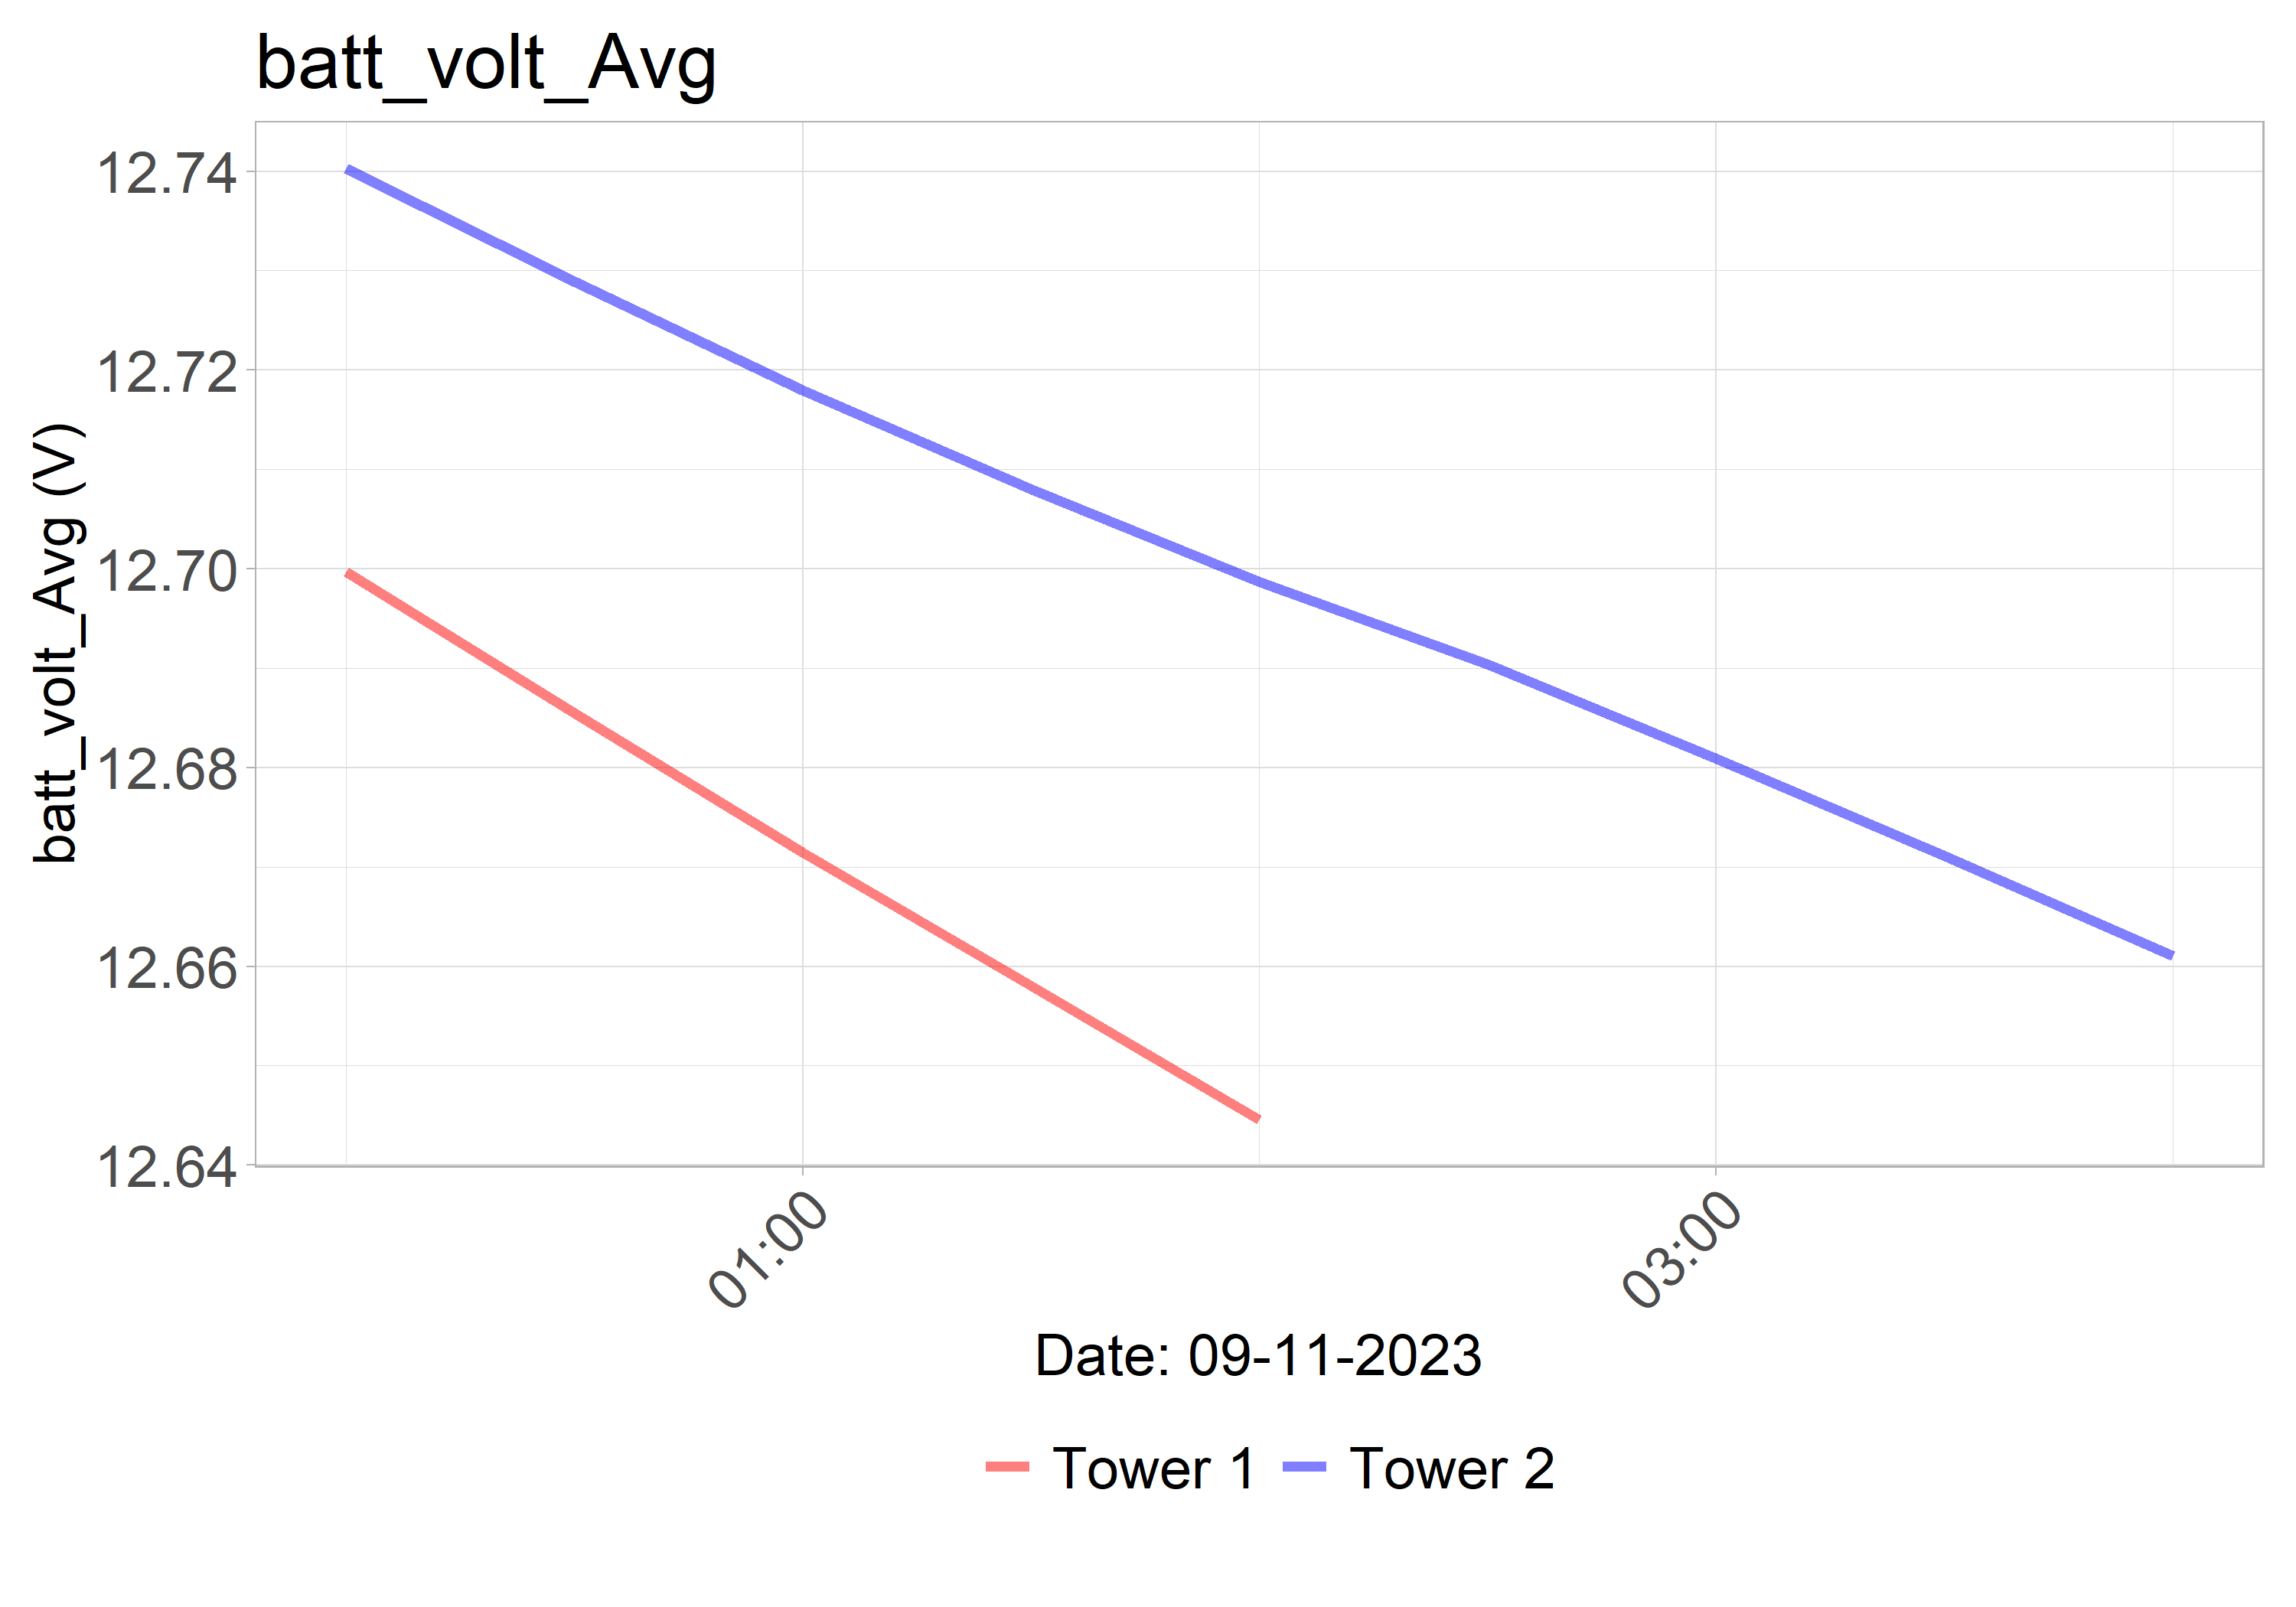 batt_volt_Avg
batt_volt_Avg (V)
12.74
12.72
12.70
12.68
12.66
12.64
01:00
03:00
Date: 09-11-2023
Tower 1
Tower 2